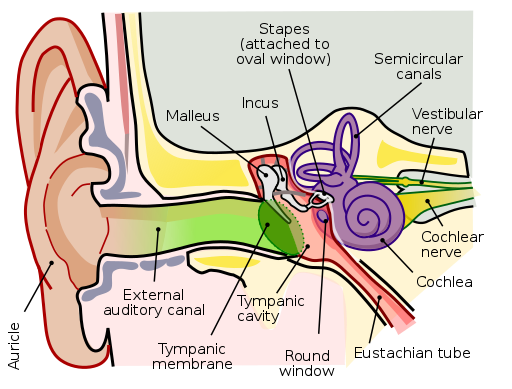 Stapes
(attached to
oval window)
Semicircular
canals
Incus
Malleus
Vestibular
nerve
Cochlear
nerve
Cochlea
External
auditory canal
Tympanic
cavity
Auricle
Tympanic
membrane
Round
window
Eustachian tube